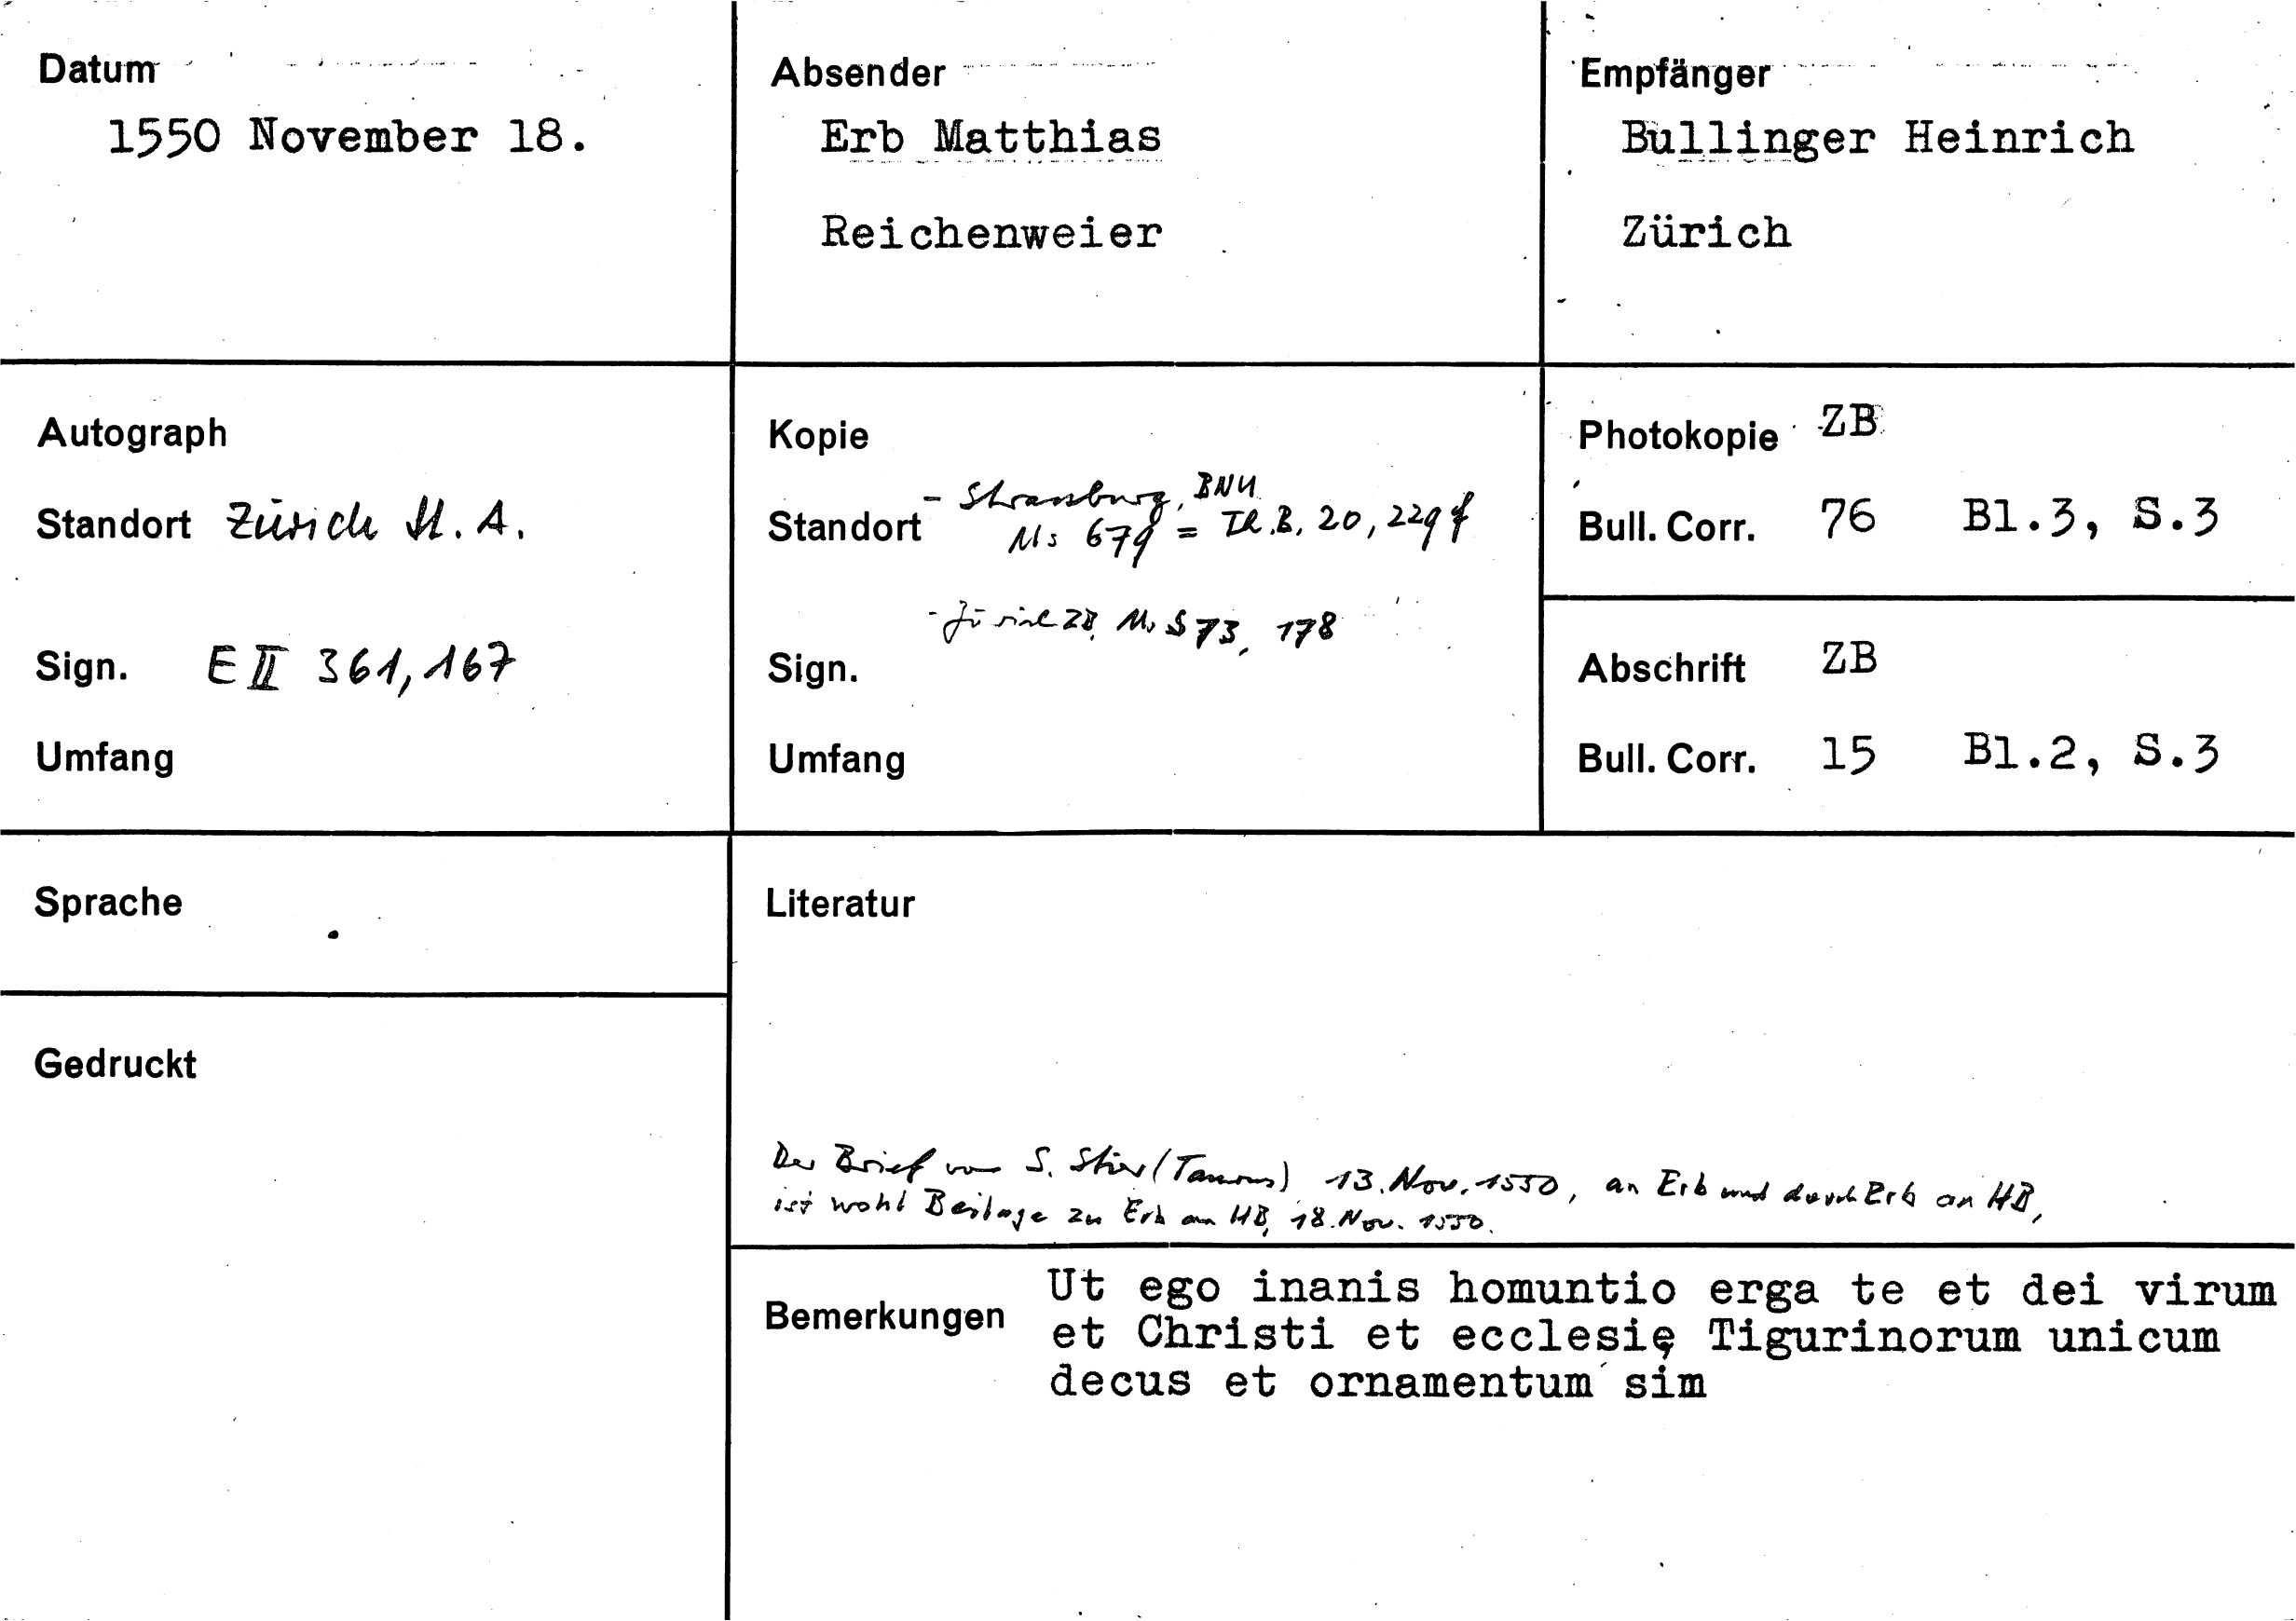 Datum
1550 November 18.
Absender
Erb Matthias
Reichenweier
Empfänger
Bullinger Heinrich
Zürich
Autograph
Standort Zürich St. A.
Sign. E II 361, 167
Umfang
Kopie
Standort - Strassburg, BNU
Ms 679 = Th.B. 20, 229 f
- Zürich ZB, Ms S 73, 178
Sign.
Umfang
Photokopie ZB
Bull. Corr. 76 Bl.3, S.3
Abschrift ZB
Bull. Corr. 15 Bl.2, S.3
Sprache
Gedruckt
Literatur
Der Brief von S. Stier (Taurus) 13. Nov. 1550, an Erb und durch Erb an HB,
ist wohl Beilage zu Erb an HB, 18. Nov. 1550.
Bemerkungen
Ut ego inanis homuntio erga te et dei virum
et Christi et ecclesię Tigurinorum unicum
decus et ornamentum sim